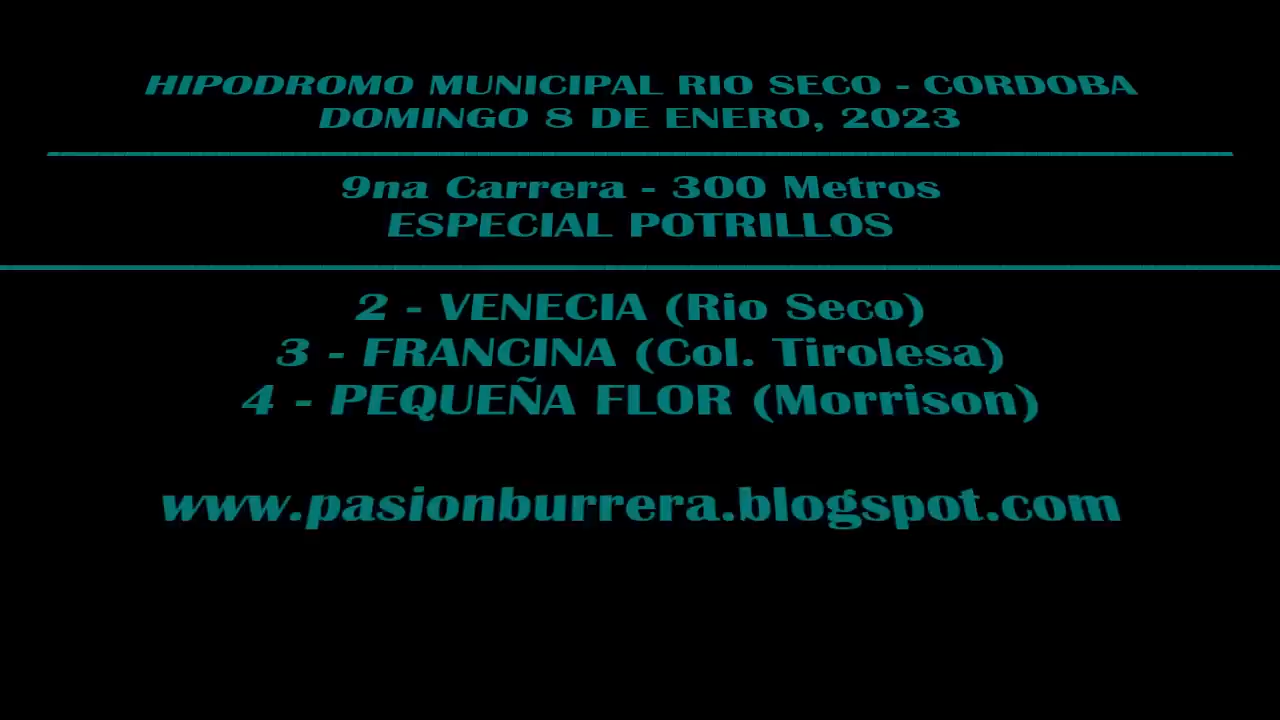 HIPODROMO MUNICIPAL RIO SECO - CORDOBA
DOMINGO 8 DE ENERO, 2023
9na Carrera - 300 Metros
ESPECIAL POTRILLOS
2 - VENECIA (Rio Seco)
3 - FRANCINA (Col. Tirolesa)
4 - PEQUEÑA FLOR (Morrison)
www.pasionburrera.blogspot.com